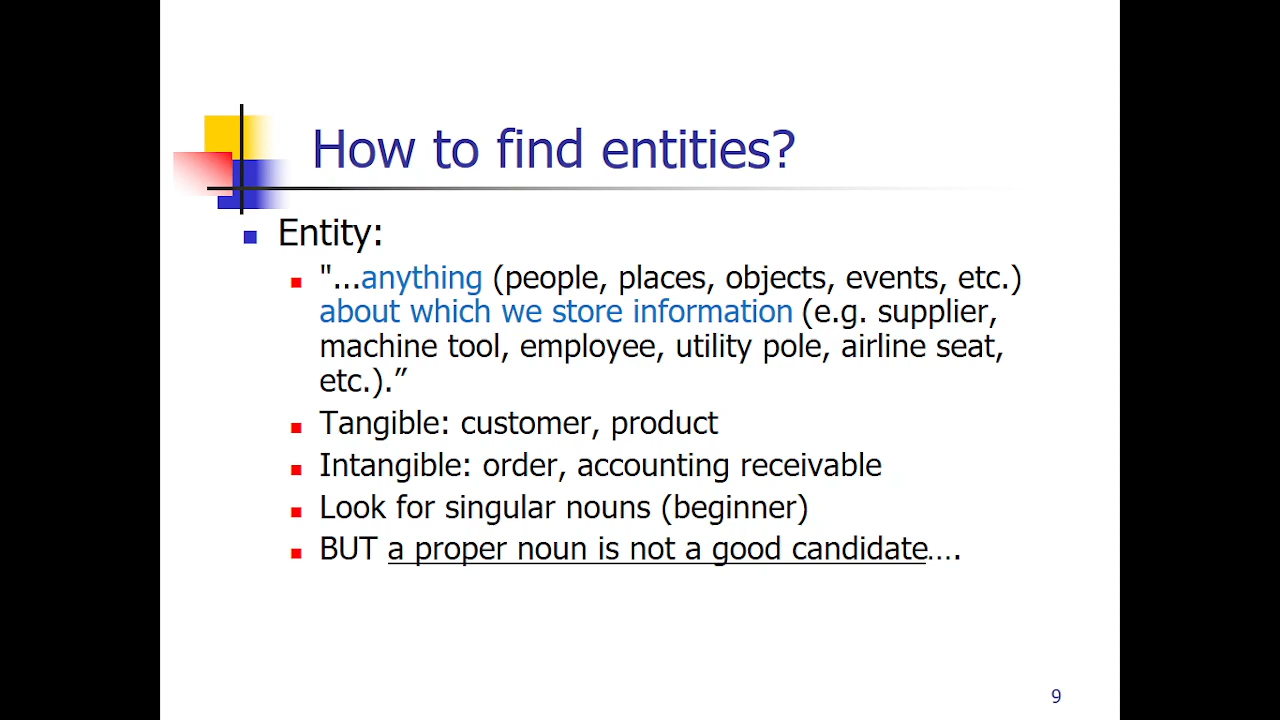 How to find entities?
Entity:
"...anything (people, places, objects, events, etc.)
about which we store information (e.g. supplier,
machine tool, employee, utility pole, airline seat,
etc.).”
Tangible: customer, product
Intangible: order, accounting receivable
Look for singular nouns (beginner)
BUT a proper noun is not a good candidate….
9